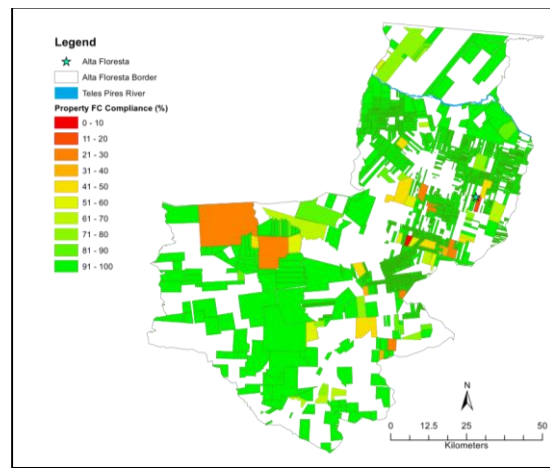 Legend
Alta Floresta
Alta Floresta Border
Teles Pires River
Property FC Compliance (%)
0 - 10
11 - 20
21 - 30
31 - 40
41 - 50
51 - 60
61 - 70
71 - 80
81 - 90
91 - 100
N
0 12.5 25 50
Kilometers